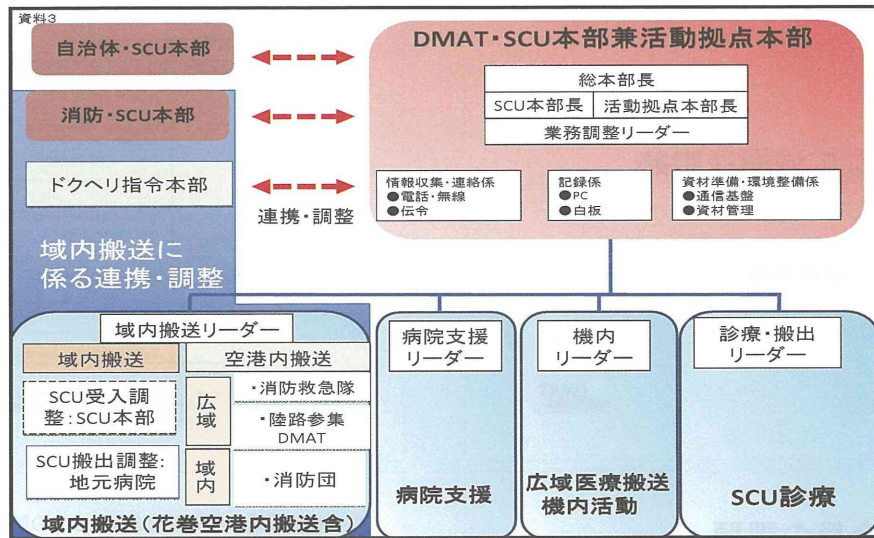 資料3
自治体・SCU本部
消防・SCU本部
ドクヘリ指令本部
域内搬送に
係る連携・調整
連携・調整
DMAT・SCU本部兼活動拠点本部
総本部長
SCU本部長
活動拠点本部長
業務調整リーダー
情報収集・連絡係
●電話・無線
●伝令
記録係
●PC
●白板
資材準備・環境整備係
●通信基盤
●資材管理
域内搬送リーダー
域内搬送
空港内搬送
SCU受入調
整:SCU本部
SCU搬出調整:
地元病院
広域
・消防救急隊
・陸路参集
DMAT
域内
・消防団
域内搬送(花巻空港内搬送含)
病院支援
リーダー
病院支援
機内
リーダー
広域医療搬送
機内活動
診療・搬出
リーダー
SCU診療